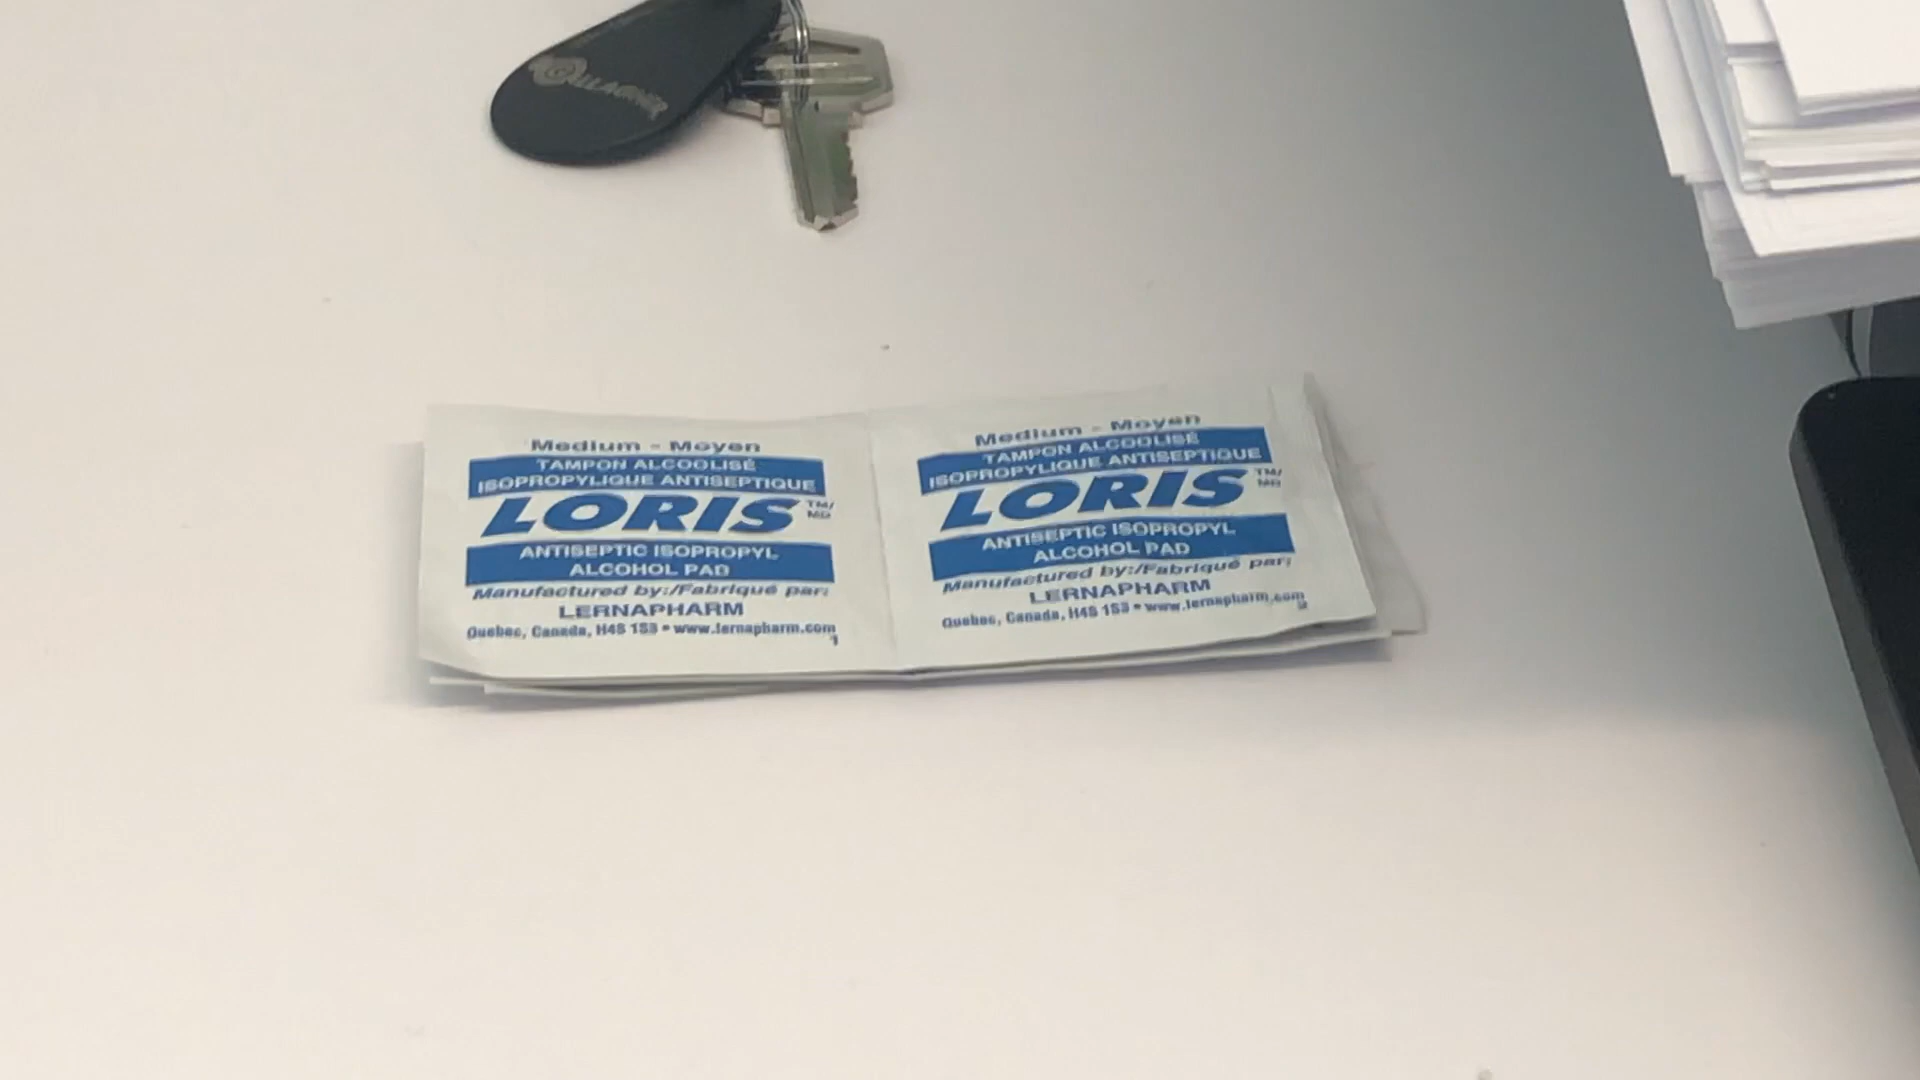 GALLAGHER
Medium - Moyen
TAMPON ALCOOLISÉ
ISOPROPYLIQUE ANTISEPTIQUE
LORIS TM/
MD
ANTISEPTIC ISOPROPYL
ALCOHOL PAD
Manufactured by:/Fabriqué par:
LERNAPHARM
Quebec, Canada, H4S 1S3 • www.lernapharm.com
1
Medium - Moyen
TAMPON ALCOOLISÉ
ISOPROPYLIQUE ANTISEPTIQUE
LORIS TM/
MD
ANTISEPTIC ISOPROPYL
ALCOHOL PAD
Manufactured by:/Fabriqué par:
LERNAPHARM
Quebec, Canada, H4S 1S3 • www.lernapharm.com